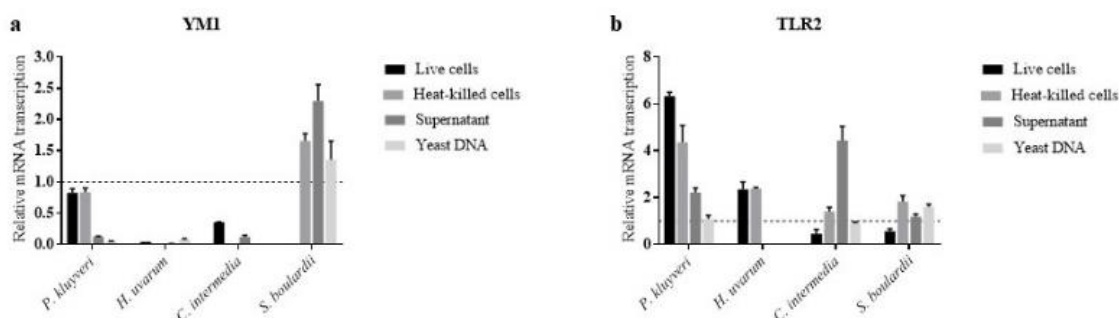 a
YM1
Relative mRNA transcription
3.0
2.5
2.0
1.5
1.0
0.5
0.0
P. kluyveri
H. uvarum
C. intermedia
S. boulardii
Live cells
Heat-killed cells
Supernatant
Yeast DNA
b
TLR2
Relative mRNA transcription
8
6
4
2
0
P. kluyveri
H. uvarum
C. intermedia
S. boulardii
Live cells
Heat-killed cells
Supernatant
Yeast DNA